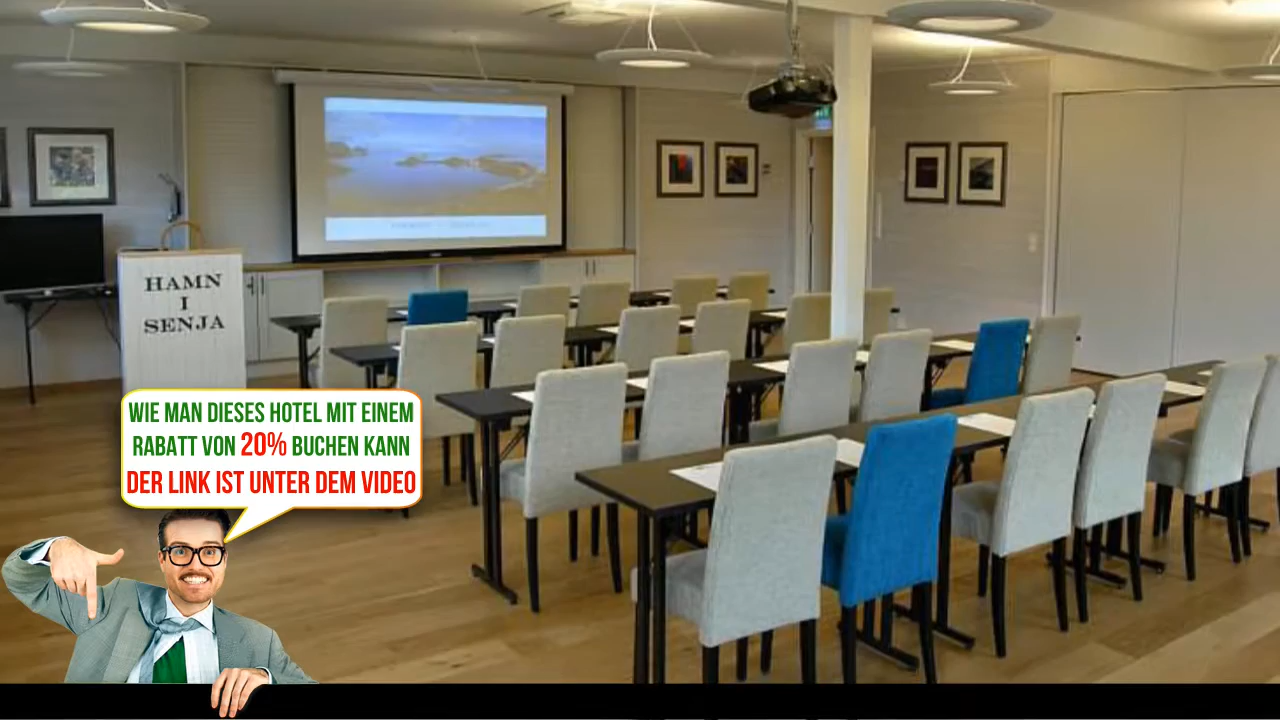 HAMN
I
SENJA
WIE MAN DIESES HOTEL MIT EINEM
RABATT VON 20% BUCHEN KANN
DER LINK IST UNTER DEM VIDEO